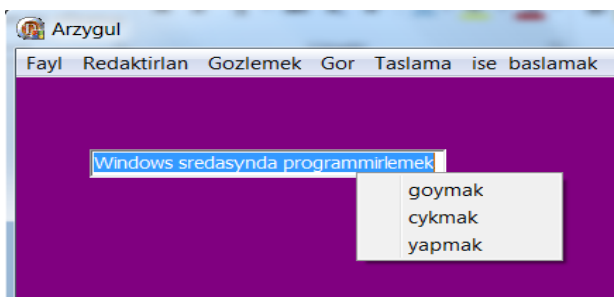 Arzygul
Fayl Redaktirlan Gozlemek Gor Taslama ise baslamak
Windows sredasynda programmirlemek
goymak
cykmak
yapmak